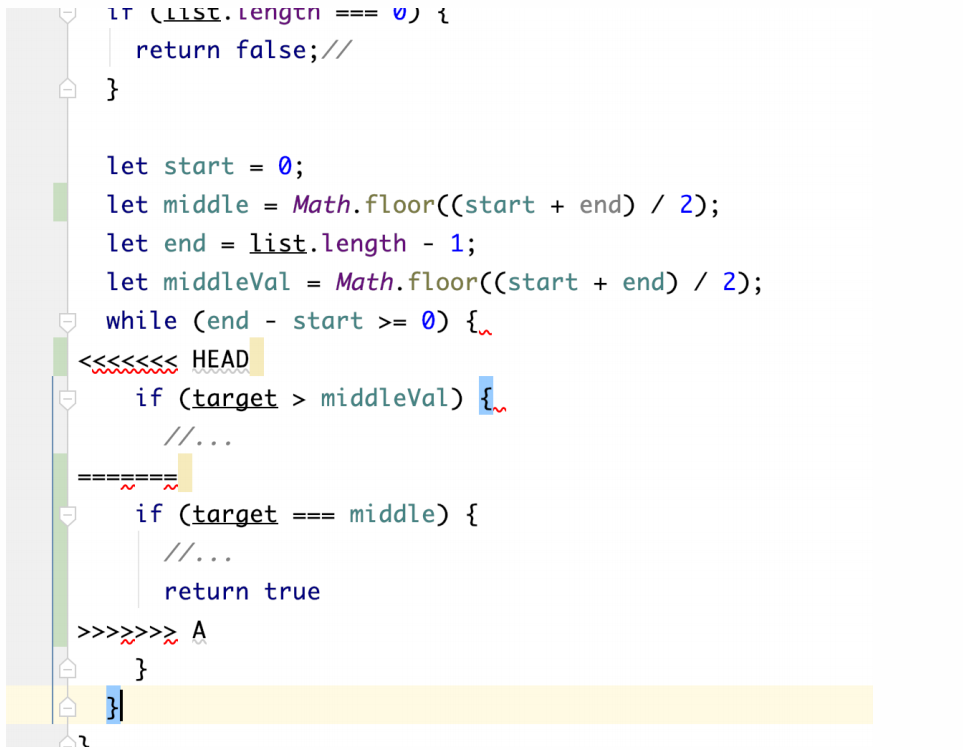 if (list.length === 0) {
return false;//
}
let start = 0;
let middle = Math.floor((start + end) / 2);
let end = list.length - 1;
let middleVal = Math.floor((start + end) / 2);
while (end - start >= 0) {
<<<<<<< HEAD
if (target > middleVal) {
//...
=======
if (target === middle) {
//...
return true
>>>>>>> A
}
}
}